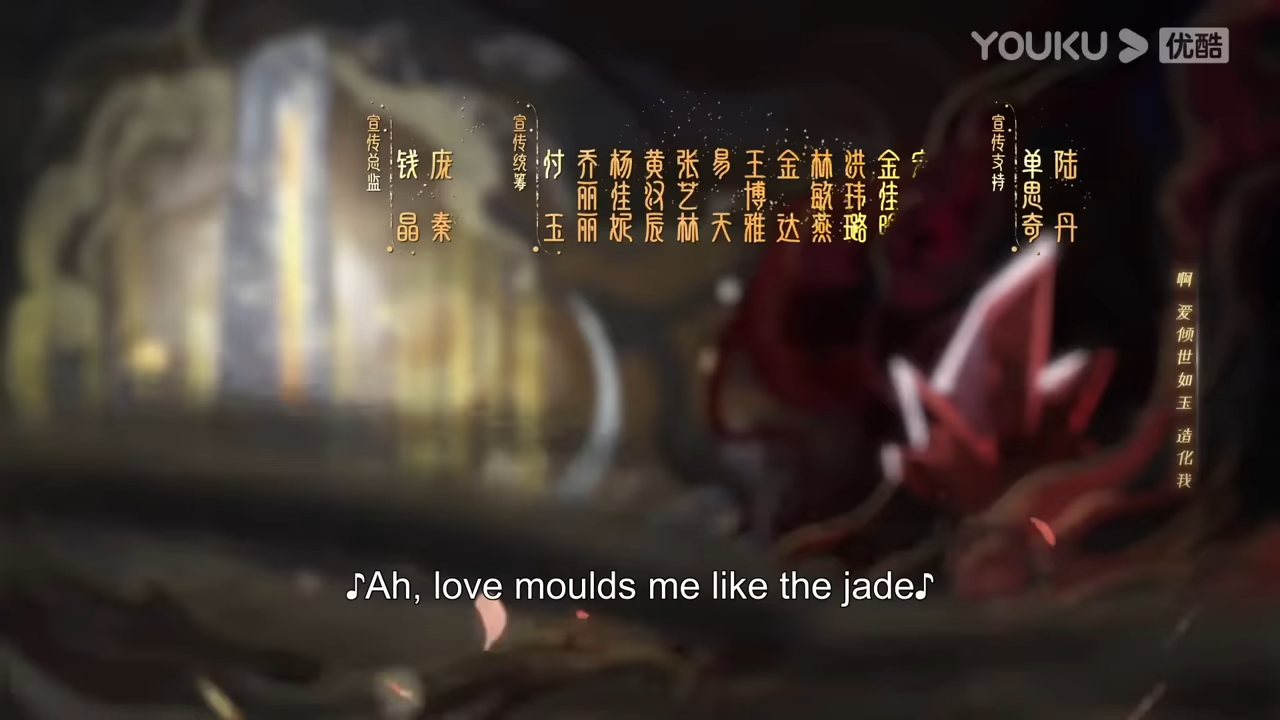 YOUKU 优酷
宣传总监
钱晶
庞秦
宣传统筹
付玉
乔丽丽
杨佳妮
黄汉辰
张艺林
易天
王博雅
金达
林敏燕
洪玮璐
金佳
宣传支持
单思奇
陆丹
啊 爱倾世如玉 造化我
♪Ah, love moulds me like the jade♪